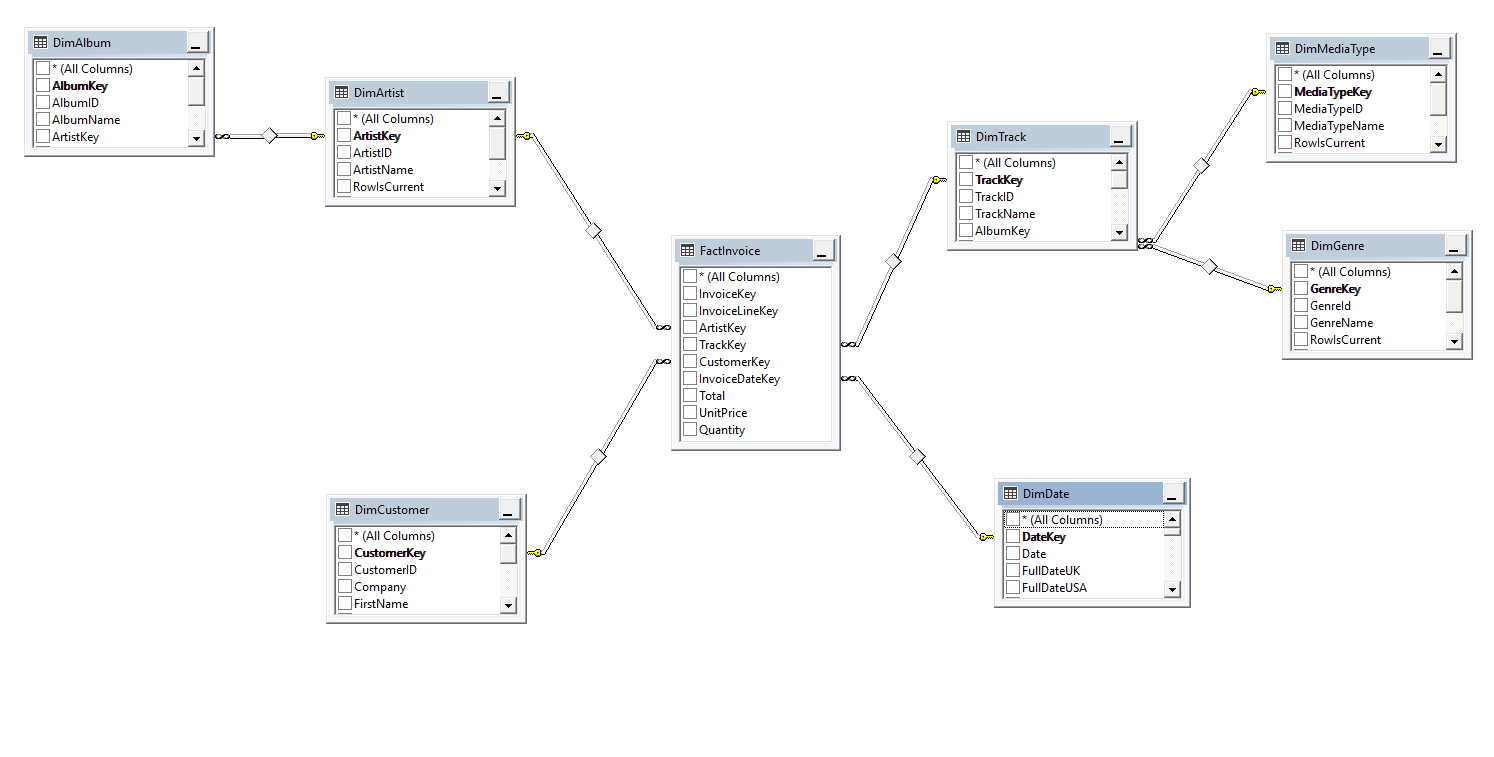 DimAlbum
* (All Columns)
AlbumKey
AlbumID
AlbumName
ArtistKey
DimArtist
* (All Columns)
ArtistKey
ArtistID
ArtistName
RowIsCurrent
FactInvoice
* (All Columns)
InvoiceKey
InvoiceLineKey
ArtistKey
TrackKey
CustomerKey
InvoiceDateKey
Total
UnitPrice
Quantity
DimCustomer
* (All Columns)
CustomerKey
CustomerID
Company
FirstName
DimTrack
* (All Columns)
TrackKey
TrackID
TrackName
AlbumKey
DimMediaType
* (All Columns)
MediaTypeKey
MediaTypeID
MediaTypeName
RowIsCurrent
DimGenre
* (All Columns)
GenreKey
GenreId
GenreName
RowIsCurrent
DimDate
* (All Columns)
DateKey
Date
FullDateUK
FullDateUSA